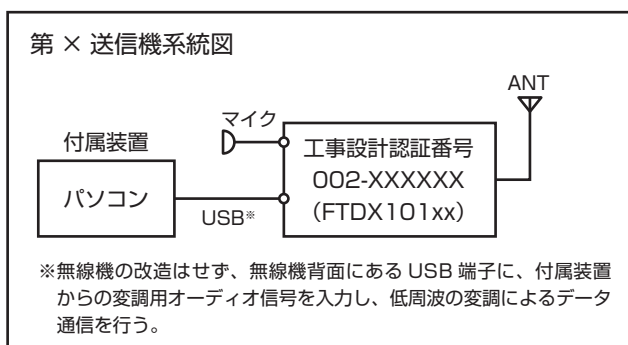 第 × 送信機系統図
ANT
マイク
付属装置
工事設計認証番号
002-XXXXXX
(FTDX101xx)
パソコン
USB※
※無線機の改造はせず、無線機背面にある USB 端子に、付属装置
からの変調用オーディオ信号を入力し、低周波の変調によるデータ
通信を行う。